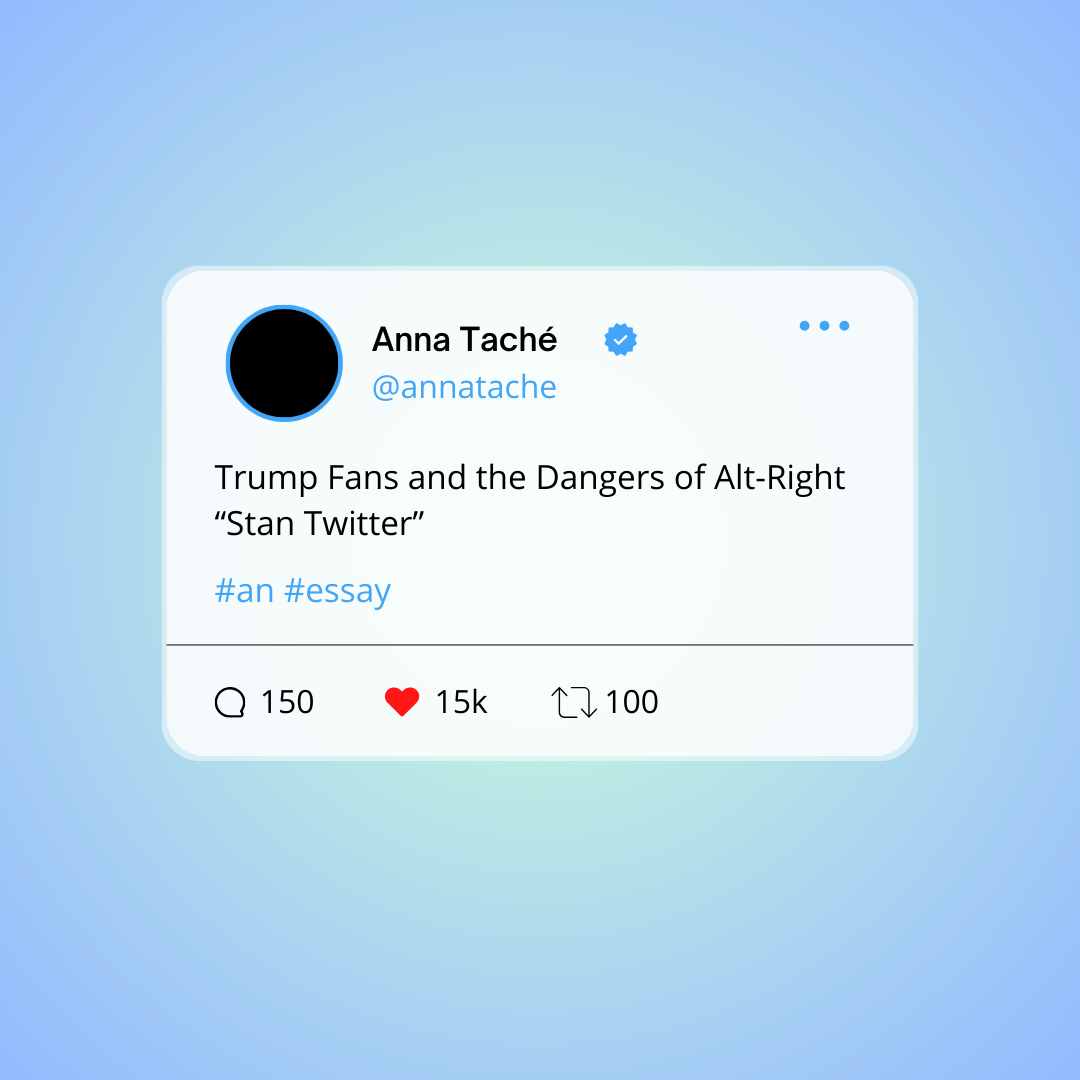 Anna Taché
@annatache
Trump Fans and the Dangers of Alt-Right
“Stan Twitter”
#an #essay
150 15k 100